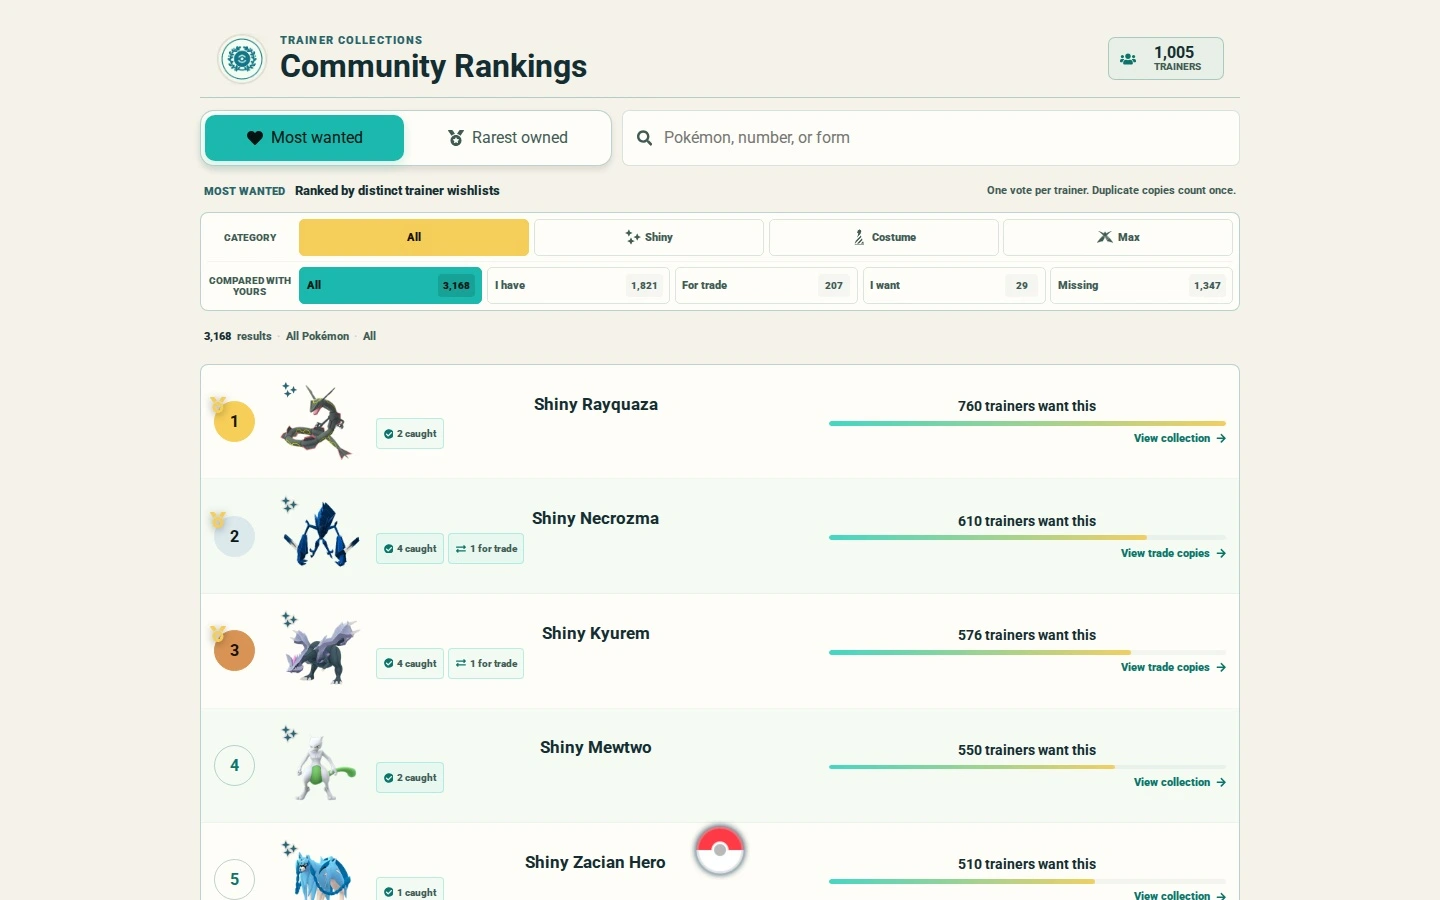 TRAINER COLLECTIONS
Community Rankings
1,005
TRAINERS
Most wanted
Rarest owned
Pokémon, number, or form
MOST WANTED Ranked by distinct trainer wishlists
One vote per trainer. Duplicate copies count once.
CATEGORY
All
Shiny
Costume
Max
COMPARED WITH
YOURS
All 3,168
I have 1,821
For trade 207
I want 29
Missing 1,347
3,168 results · All Pokémon · All
1
Shiny Rayquaza
2 caught
760 trainers want this
View collection →
2
Shiny Necrozma
4 caught
1 for trade
610 trainers want this
View trade copies →
3
Shiny Kyurem
4 caught
1 for trade
576 trainers want this
View trade copies →
4
Shiny Mewtwo
2 caught
550 trainers want this
View collection →
5
Shiny Zacian Hero
1 caught
510 trainers want this
View collection →